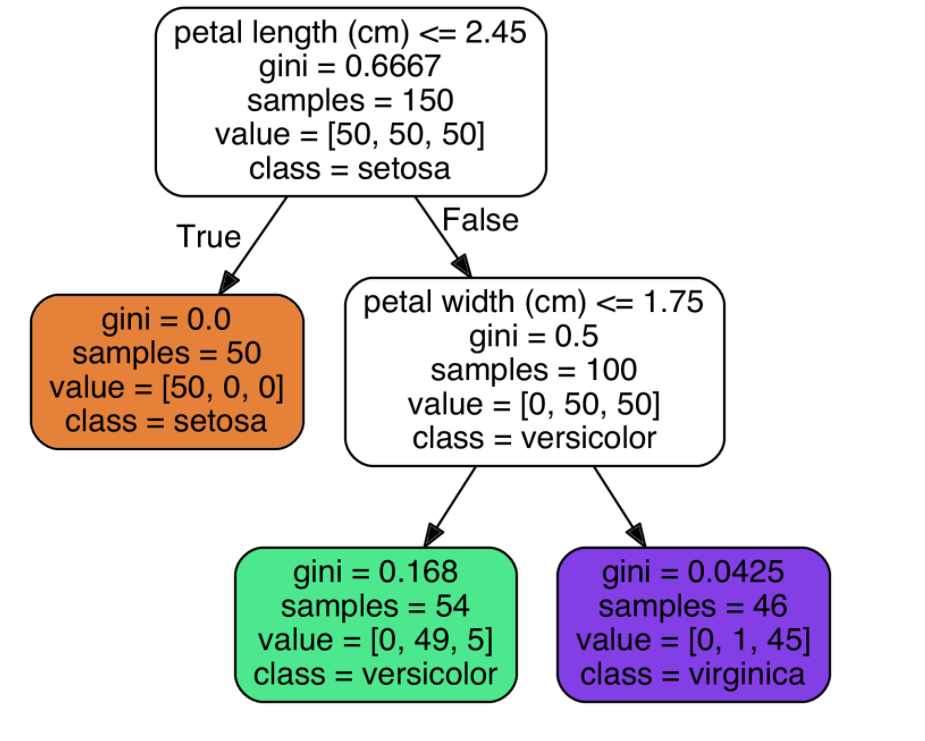 petal length (cm) <= 2.45
gini = 0.6667
samples = 150
value = [50, 50, 50]
class = setosa
True
False
gini = 0.0
samples = 50
value = [50, 0, 0]
class = setosa
petal width (cm) <= 1.75
gini = 0.5
samples = 100
value = [0, 50, 50]
class = versicolor
gini = 0.168
samples = 54
value = [0, 49, 5]
class = versicolor
gini = 0.0425
samples = 46
value = [0, 1, 45]
class = virginica